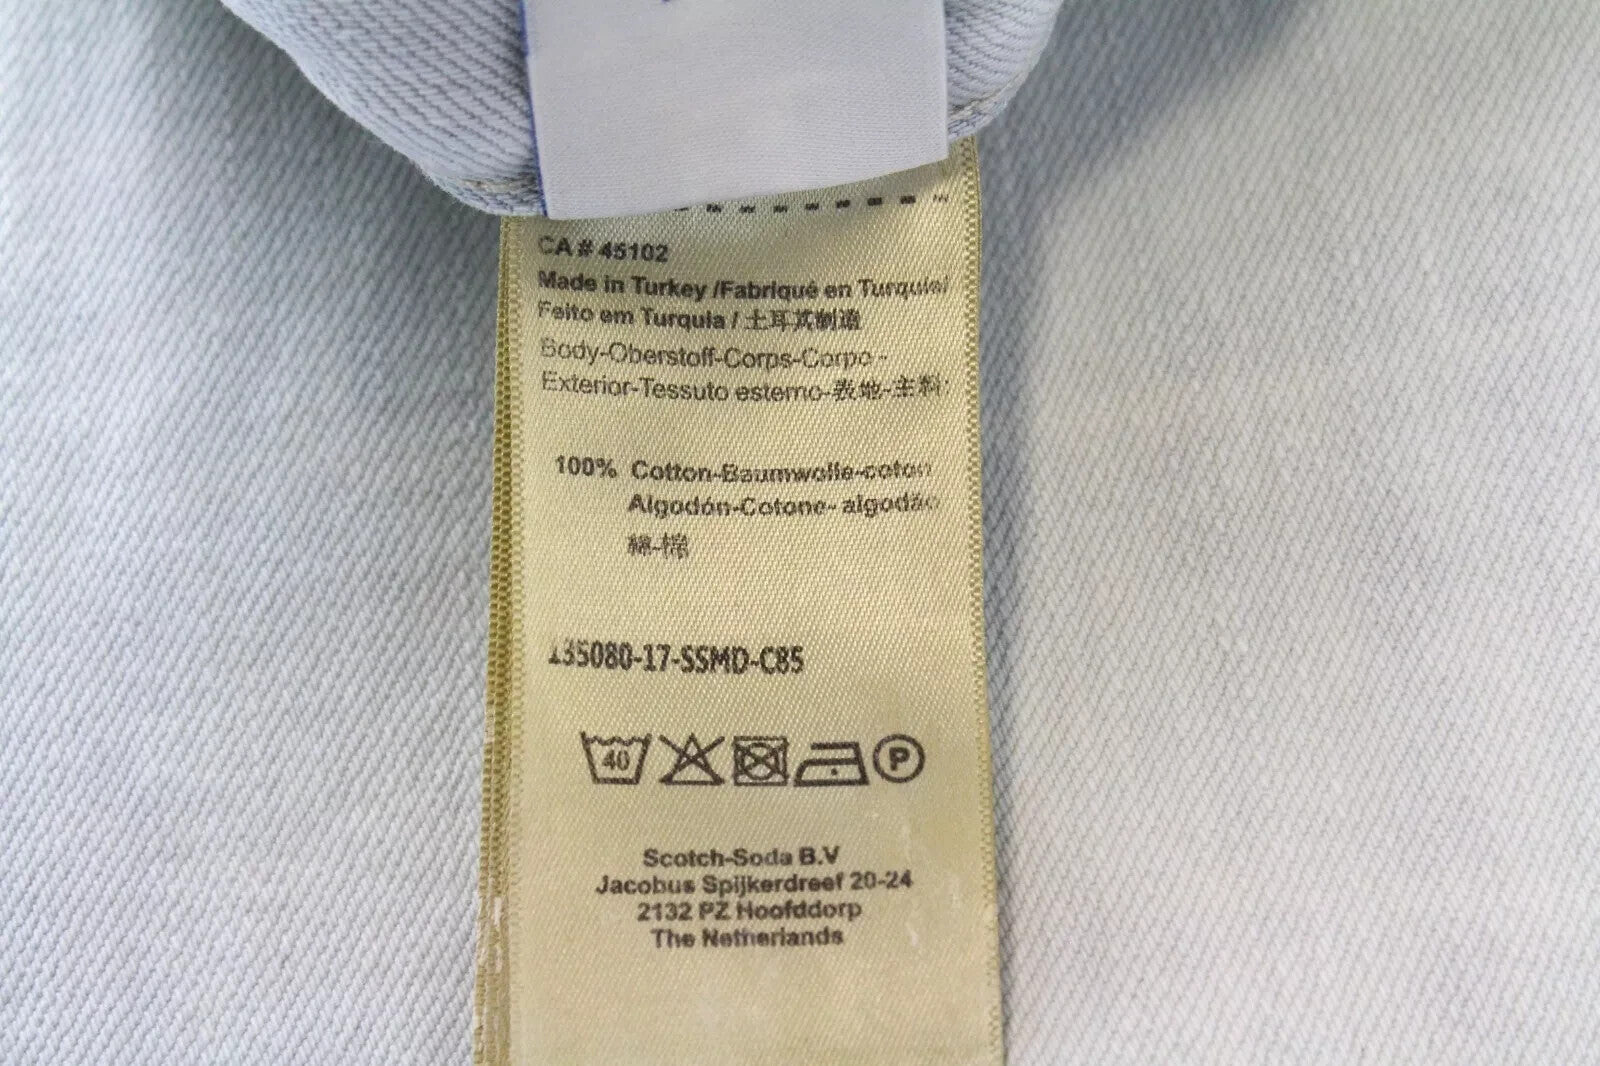 CA # 45102
Made in Turkey /Fabriqué en Turquie/
Feito em Turquia / 土耳其制造
Body-Oberstoff-Corps-Corpo -
Exterior-Tessuto esterno-表地-主料:
100% Cotton-Baumwolle-coton
Algodón-Cotone- algodão
綿-棉
135080-17-SSMD-C85
40
P
Scotch-Soda B.V
Jacobus Spijkerdreef 20-24
2132 PZ Hoofddorp
The Netherlands